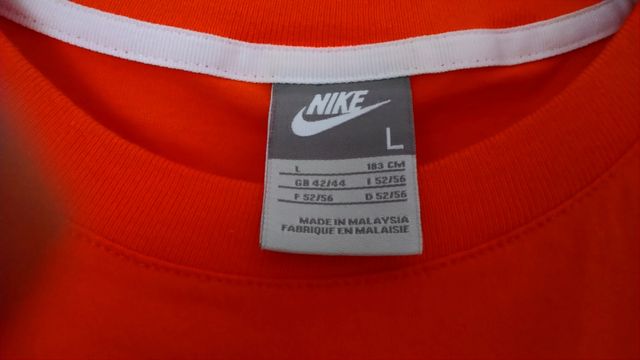 NIKE
L
L 183 CM
GB 42/44 I 52/56
F 52/56 D 52/56
MADE IN MALAYSIA
FABRIQUE EN MALAISIE